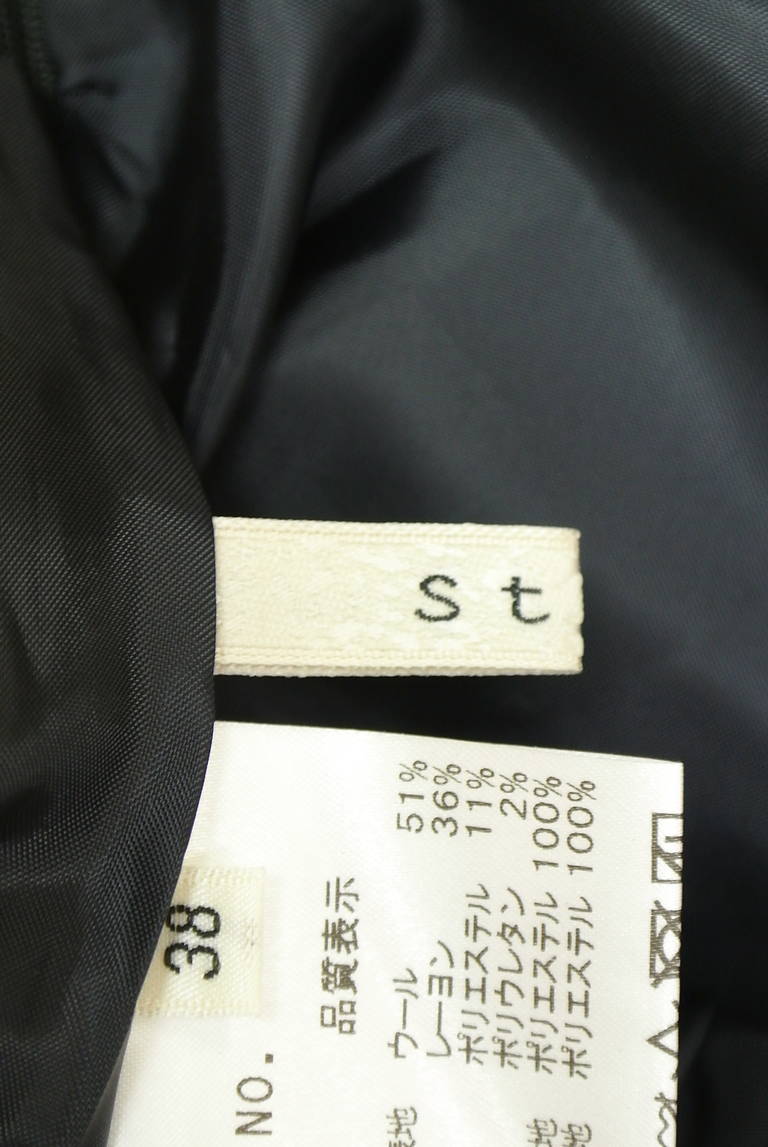 St
38
NO.
品質表示
ウール 51%
レーヨン 36%
ポリエステル 11%
ポリウレタン 2%
地 ポリエステル 100%
地 ポリエステル 100%